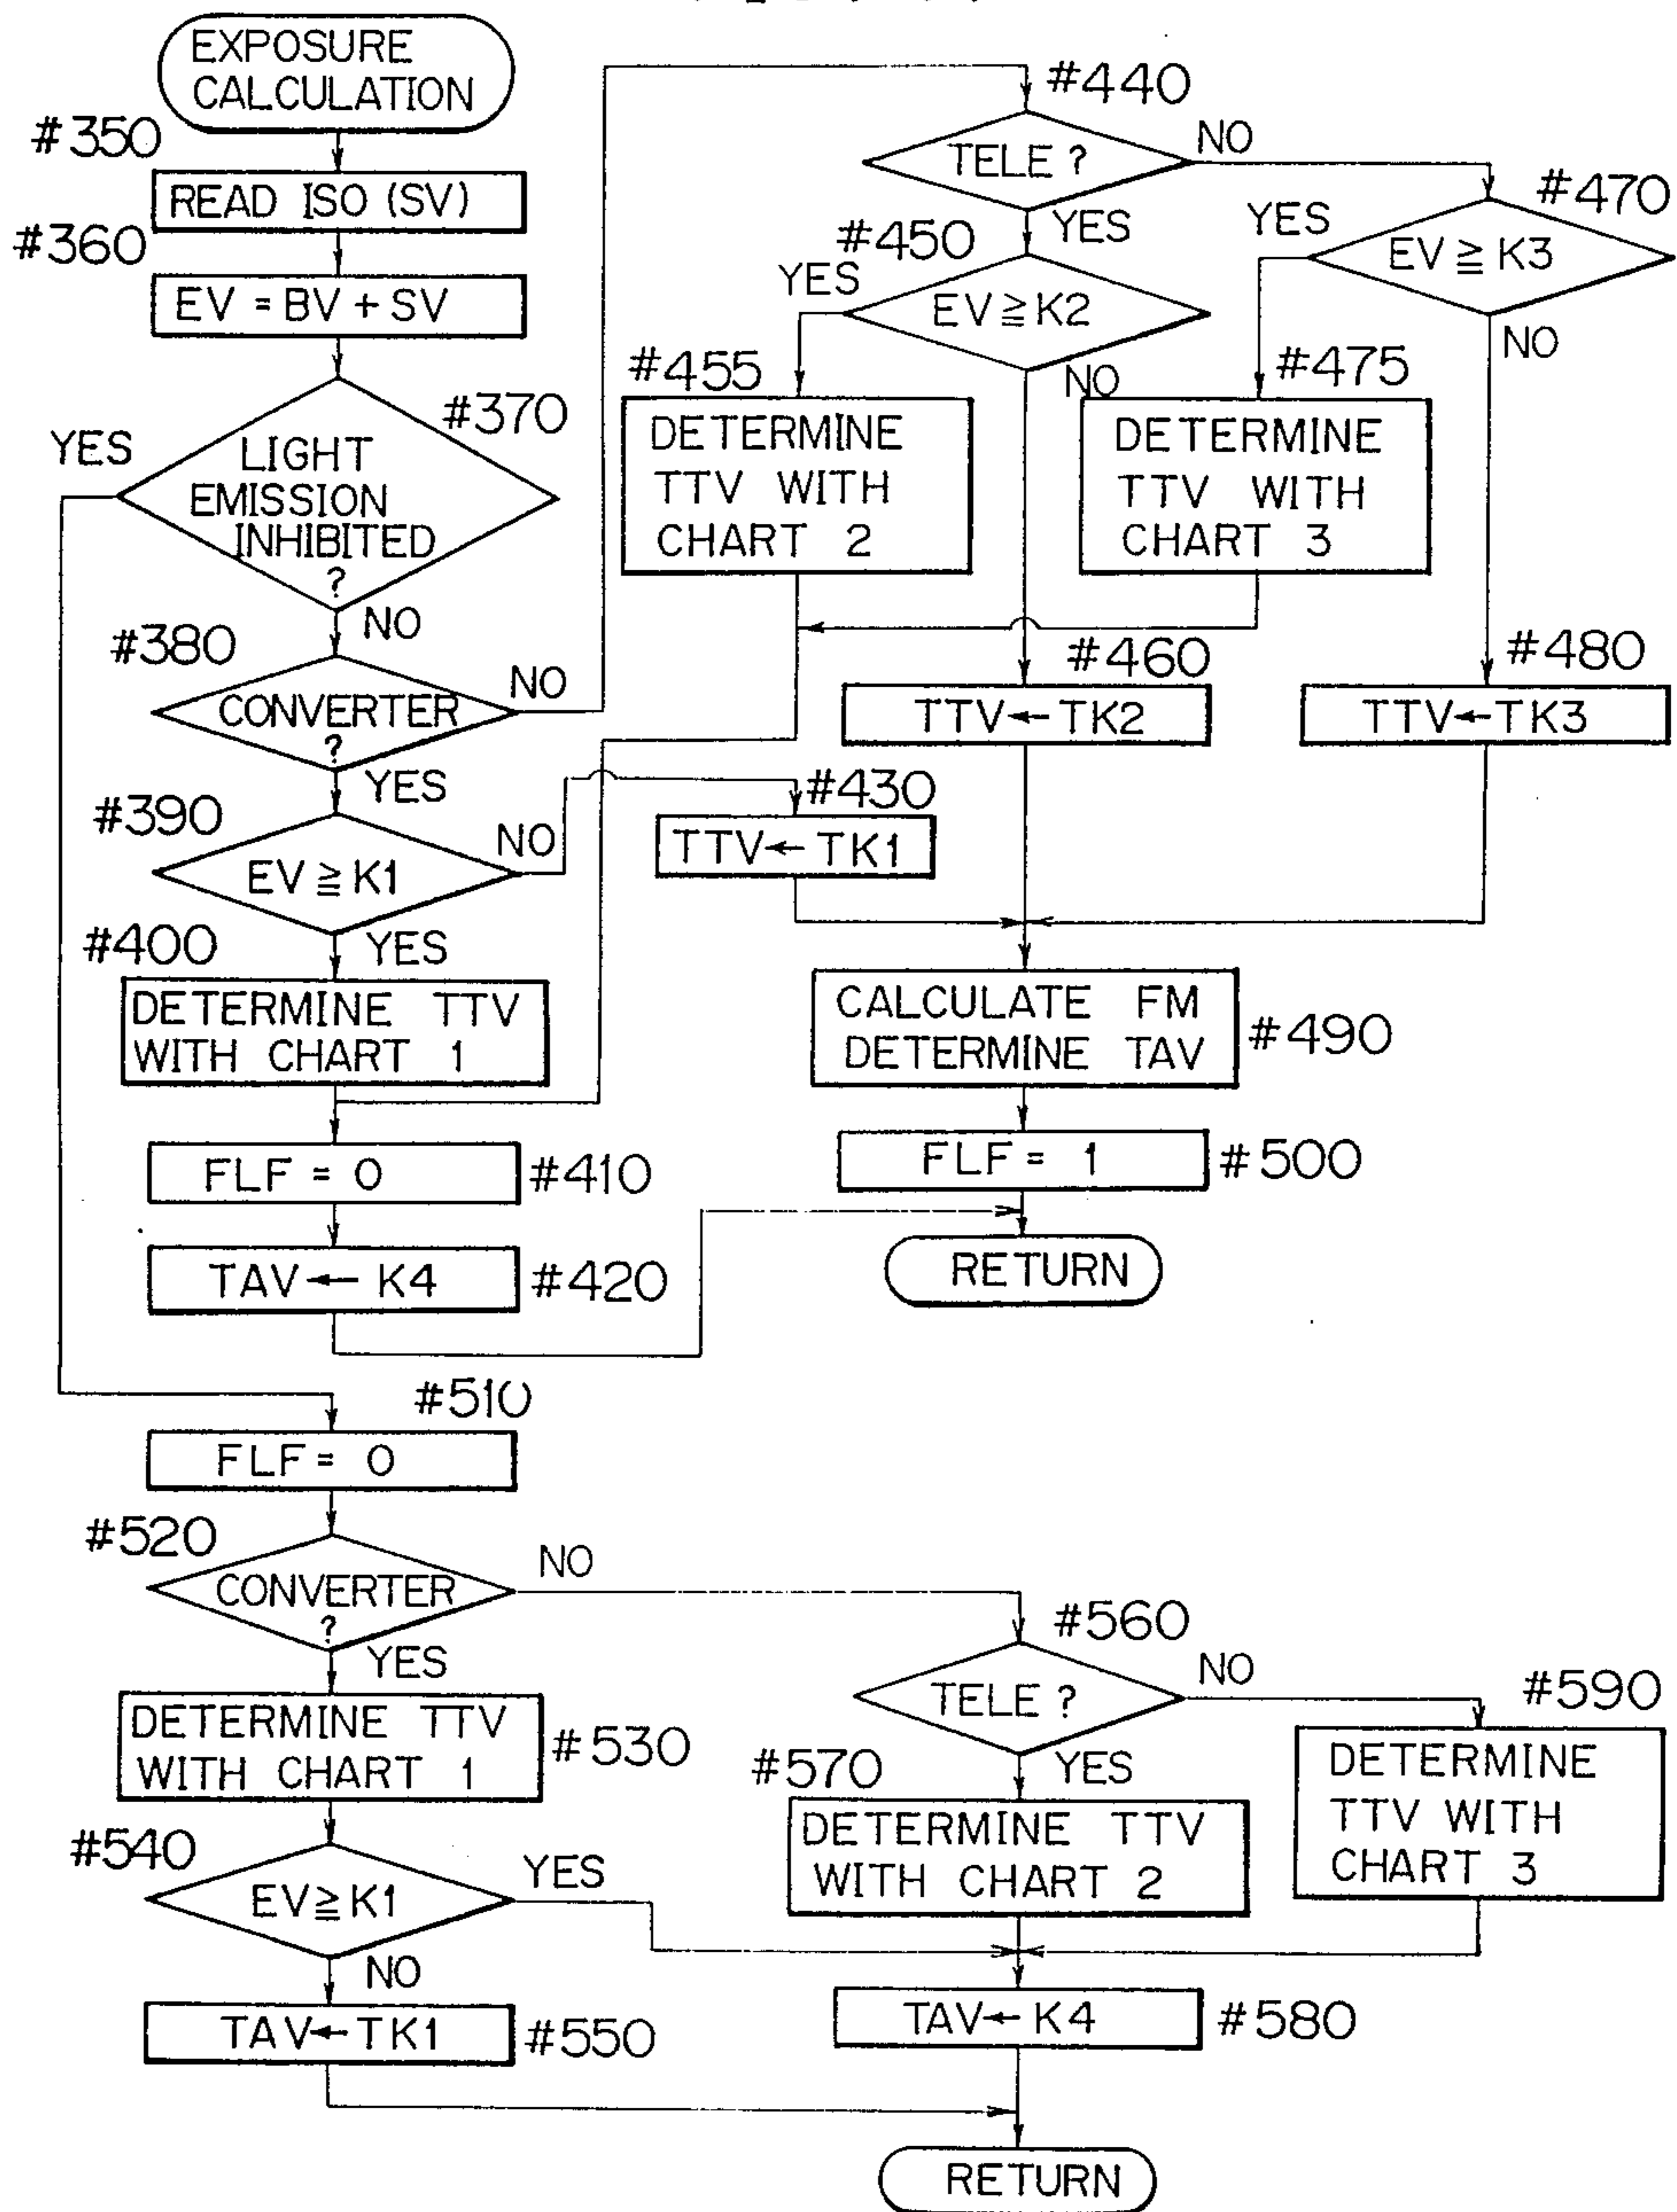 EXPOSURE
CALCULATION
#350
READ ISO (SV)
#360
EV = BV + SV
#370
YES
LIGHT
EMISSION
INHIBITED
?
NO
#380
CONVERTER
?
NO
YES
#390
EV ≧ K1
NO
YES
#400
DETERMINE TTV
WITH CHART 1
FLF = 0
#410
TAV ← K4
#420
#430
TTV ← TK1
#440
TELE ?
NO
YES
#450
YES
EV ≧ K2
NO
#455
DETERMINE
TTV WITH
CHART 2
#460
TTV ← TK2
#470
YES
EV ≧ K3
NO
#475
DETERMINE
TTV WITH
CHART 3
#480
TTV ← TK3
CALCULATE FM
DETERMINE TAV
#490
FLF = 1
#500
RETURN
#510
FLF = 0
#520
CONVERTER
?
NO
YES
DETERMINE TTV
WITH CHART 1
#530
#540
EV ≧ K1
YES
NO
TAV ← TK1
#550
#560
TELE ?
NO
YES
#570
DETERMINE TTV
WITH CHART 2
#590
DETERMINE
TTV WITH
CHART 3
TAV ← K4
#580
RETURN